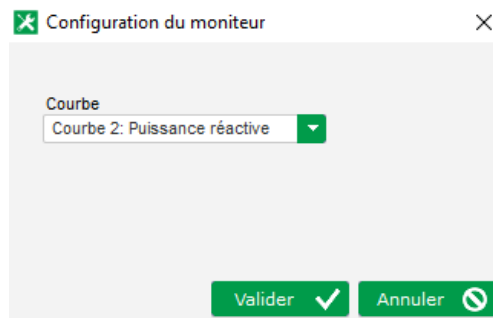 Configuration du moniteur
Courbe
Courbe 2: Puissance réactive
Valider
Annuler